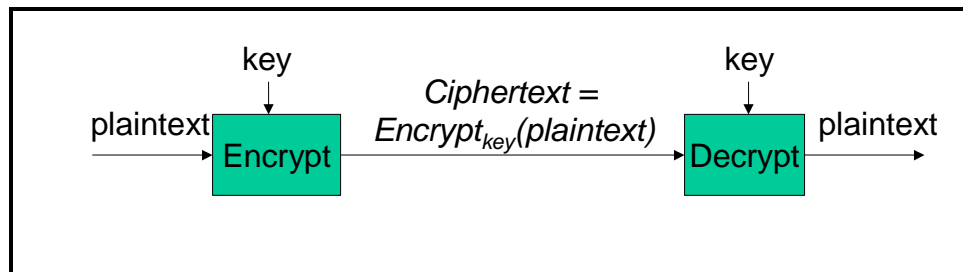 key
plaintext
Encrypt
Ciphertext =
Encrypt_key(plaintext)
key
Decrypt
plaintext